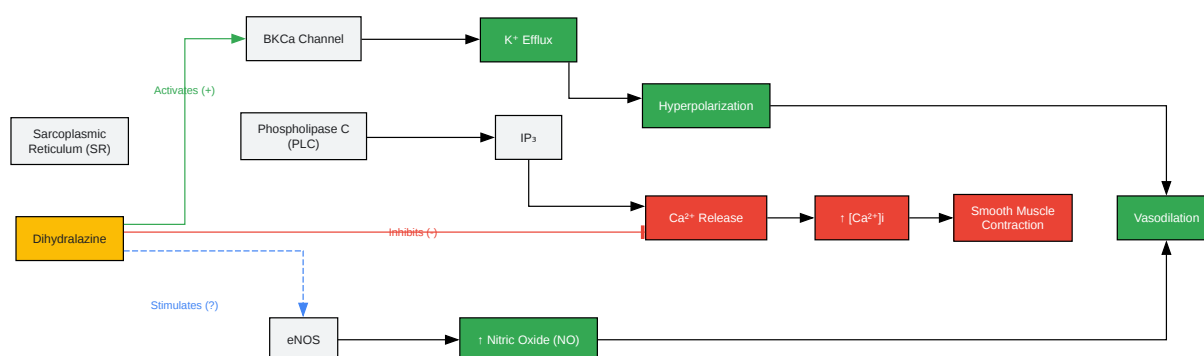 BKCa Channel
K⁺ Efflux
Activates (+)
Hyperpolarization
Sarcoplasmic
Reticulum (SR)
Phospholipase C
(PLC)
IP₃
Ca²⁺ Release
↑ [Ca²⁺]i
Smooth Muscle
Contraction
Vasodilation
Dihydralazine
Inhibits (-)
Stimulates (?)
eNOS
↑ Nitric Oxide (NO)